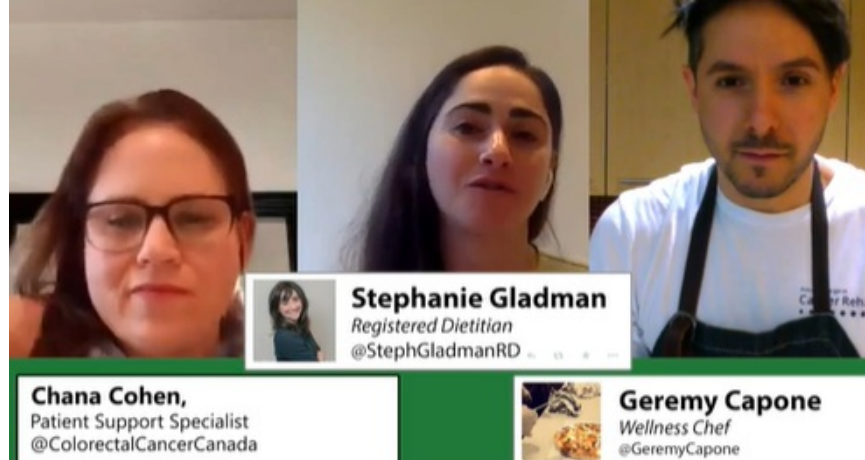 Stephanie Gladman
Registered Dietitian
@StephGladmanRD
Chana Cohen,
Patient Support Specialist
@ColorectalCancerCanada
Geremy Capone
Wellness Chef
@GeremyCapone